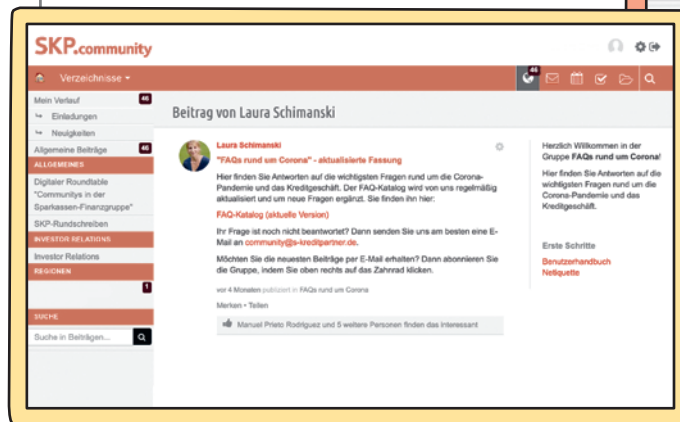 SKP.community
Verzeichnisse
46
Mein Verlauf 46
Einladungen
Neuigkeiten
Allgemeine Beiträge 46
ALLGEMEINES
Digitaler Roundtable
"Communitys in der
Sparkassen-Finanzgruppe"
SKP-Rundschreiben
INVESTOR RELATIONS
Investor Relations
REGIONEN
1
SUCHE
Suche in Beiträgen...
Beitrag von Laura Schimanski
Laura Schimanski
"FAQs rund um Corona" - aktualisierte Fassung
Hier finden Sie Antworten auf die wichtigsten Fragen rund um die Corona-
Pandemie und das Kreditgeschäft. Der FAQ-Katalog wird von uns regelmäßig
aktualisiert und um neue Fragen ergänzt. Sie finden ihn hier:
FAQ-Katalog (aktuelle Version)
Ihr Frage ist noch nicht beantwortet? Dann senden Sie uns am besten eine E-
Mail an community@s-kreditpartner.de.
Möchten Sie die neuesten Beiträge per E-Mail erhalten? Dann abonnieren Sie
die Gruppe, indem Sie oben rechts auf das Zahnrad klicken.
vor 4 Monaten publiziert in FAQs rund um Corona
Merken • Teilen
Manuel Prieto Rodriguez und 5 weitere Personen finden das interessant
Herzlich Willkommen in der
Gruppe FAQs rund um Corona!
Hier finden Sie Antworten auf die
wichtigsten Fragen rund um die
Corona-Pandemie und das
Kreditgeschäft.
Erste Schritte
Benutzerhandbuch
Netiquette